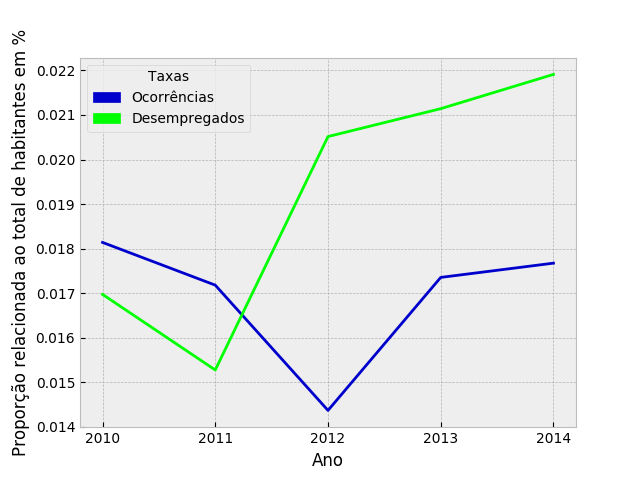 Proporção relacionada ao total de habitantes em %
0.022
0.021
0.020
0.019
0.018
0.017
0.016
0.015
0.014
Taxas
Ocorrências
Desempregados
2010 2011 2012 2013 2014
Ano